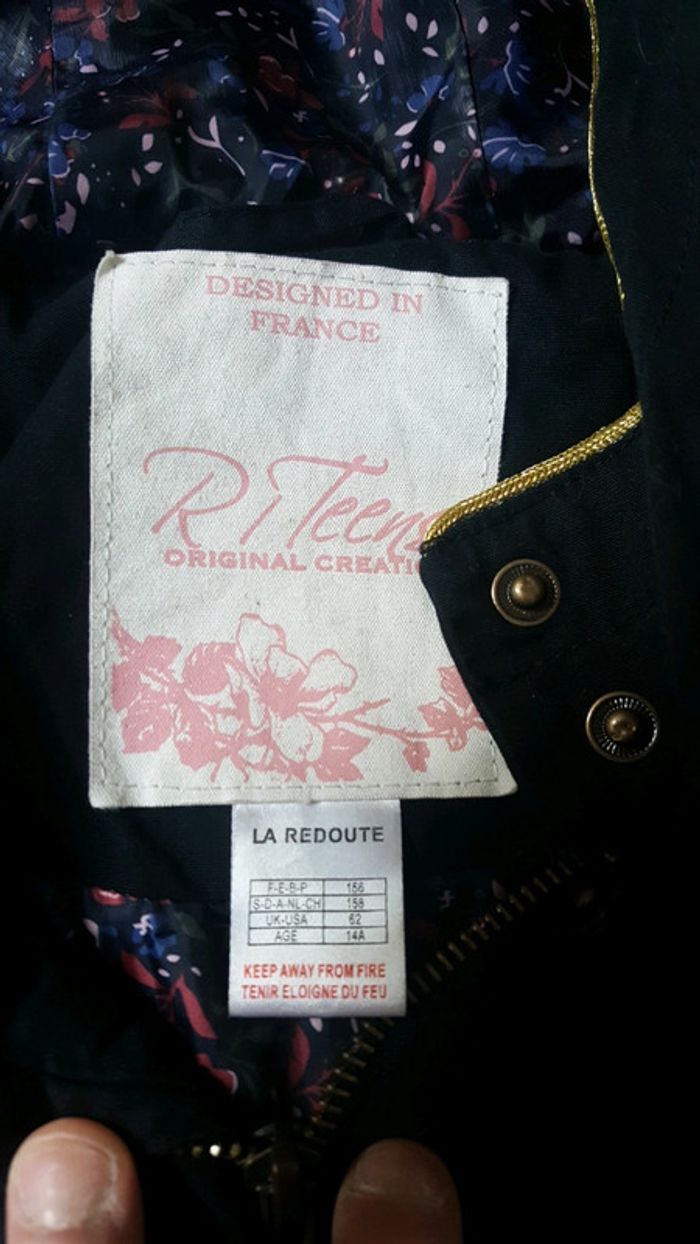 DESIGNED IN
FRANCE
R i Teens
ORIGINAL CREATI
LA REDOUTE
F-E-B-P 156
S-D-A-NL-CH 158
UK-USA 62
AGE 14A
KEEP AWAY FROM FIRE
TENIR ELOIGNE DU FEU